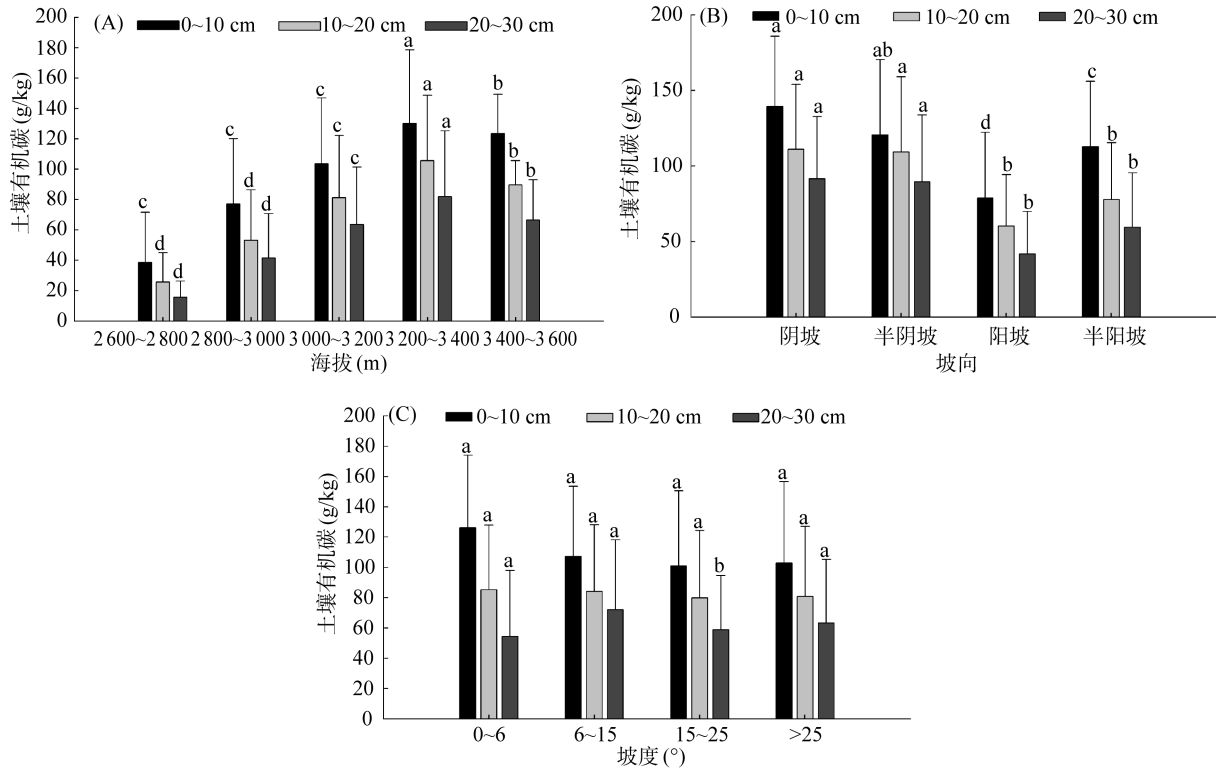 (A) 0~10 cm 10~20 cm 20~30 cm
土壤有机碳 (g/kg)
200
180
160
140
120
100
80
60
40
20
0
c d d
c d c
c c c
a a a
b b b
2 600~2 800 2 800~3 000 3 000~3 200 3 200~3 400 3 400~3 600
海拔 (m)
(B) 0~10 cm 10~20 cm 20~30 cm
土壤有机碳 (g/kg)
200
150
100
50
0
a a a
ab a a
d b b
c b b
阴坡 半阴坡 阳坡 半阳坡
坡向
(C) 0~10 cm 10~20 cm 20~30 cm
土壤有机碳 (g/kg)
200
180
160
140
120
100
80
60
40
20
0
a a a
a a a
a a b
a a a
0~6 6~15 15~25 >25
坡度 (°)